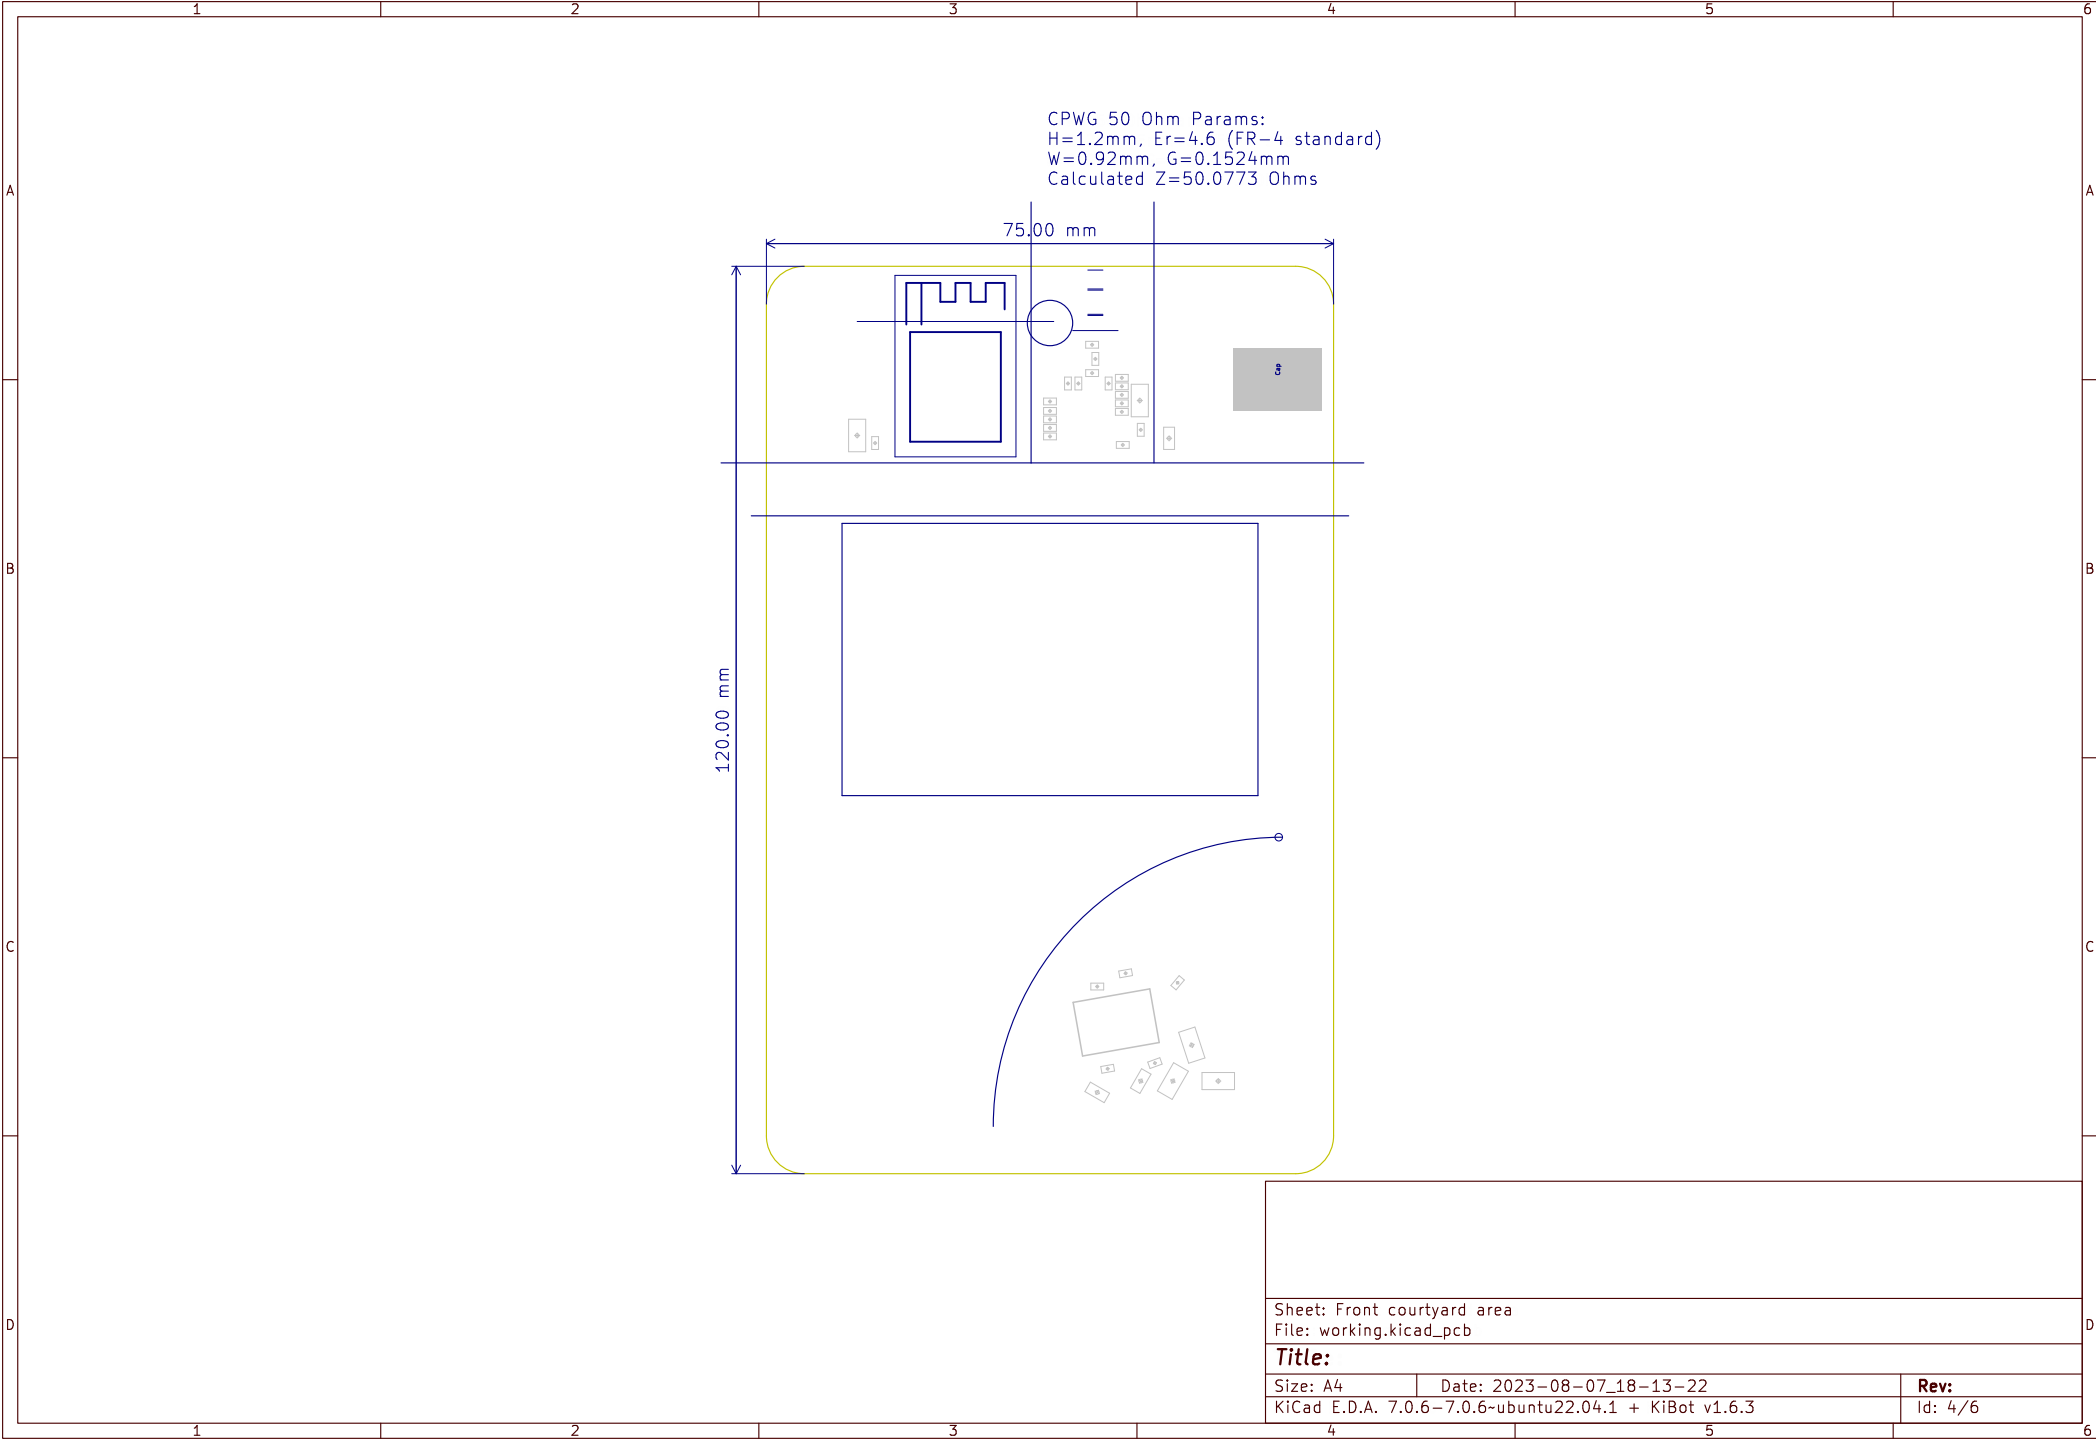 1 2 3 4 5 6
CPWG 50 Ohm Params:
H=1.2mm, Er=4.6 (FR-4 standard)
W=0.92mm, G=0.1524mm
Calculated Z=50.0773 Ohms
A A
75.00 mm
Cap
B B
120.00 mm
C C
D D
Sheet: Front courtyard area
File: working.kicad_pcb
Title:
Size: A4 Date: 2023-08-07_18-13-22 Rev:
KiCad E.D.A. 7.0.6-7.0.6~ubuntu22.04.1 + KiBot v1.6.3 Id: 4/6
1 2 3 4 5 6